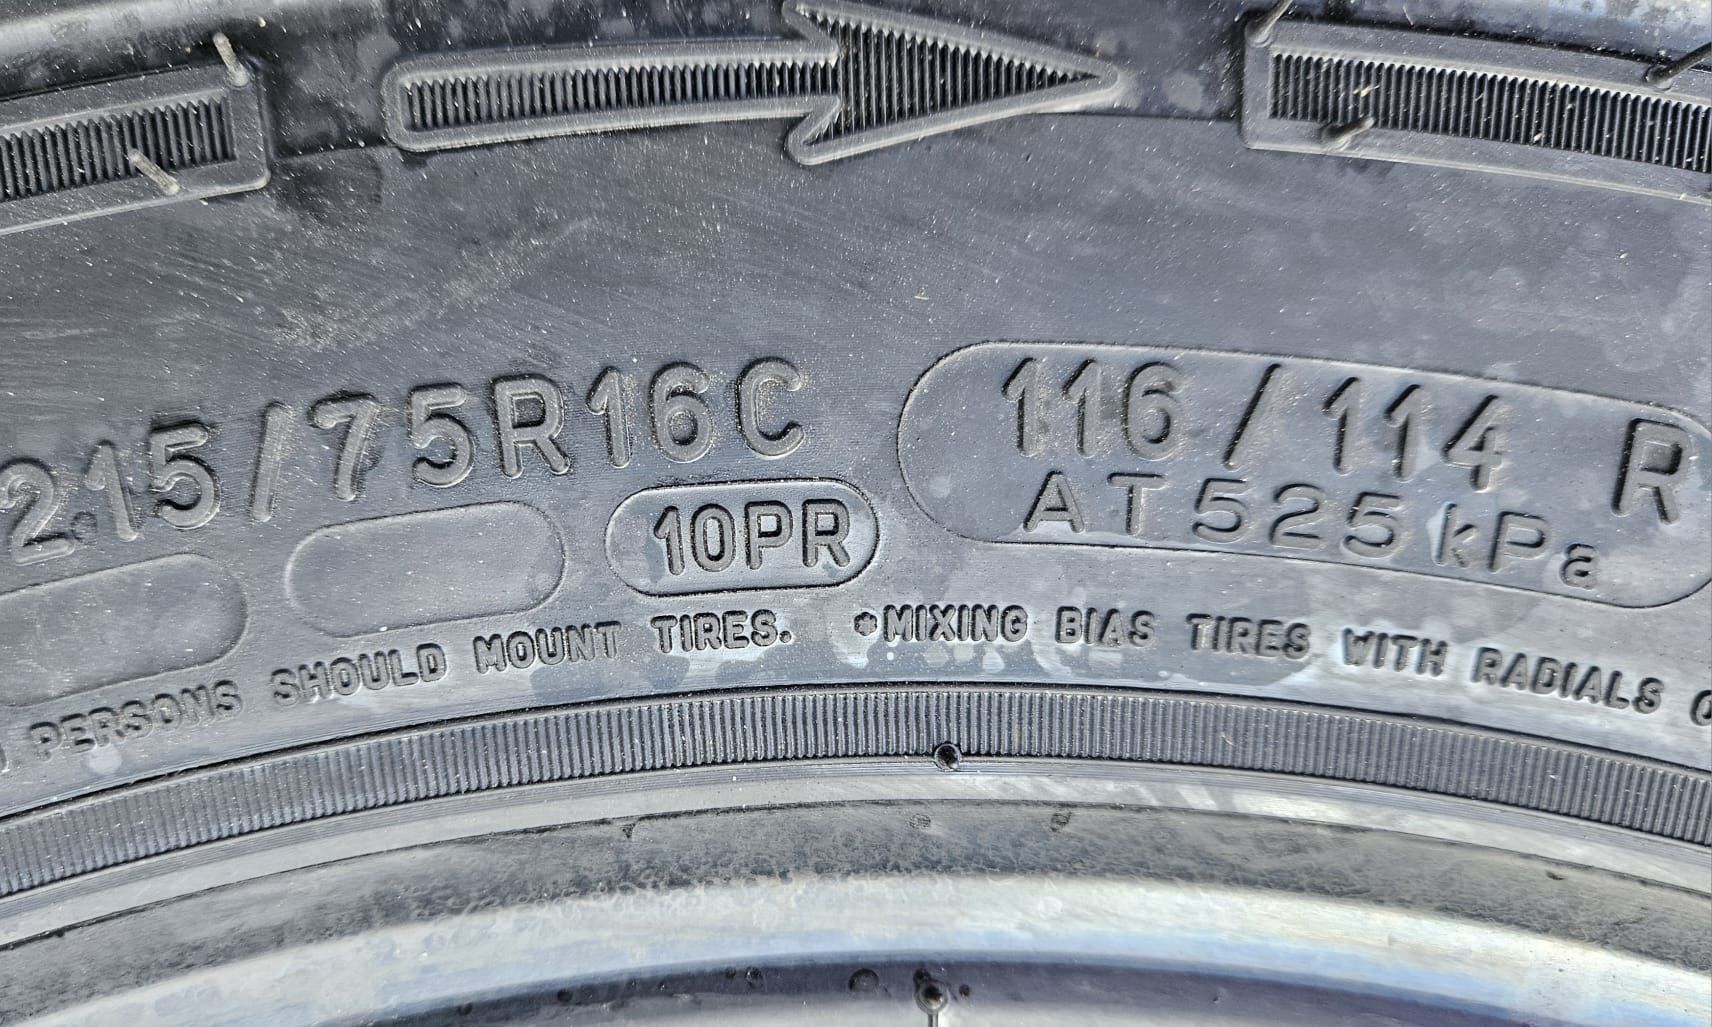 215/75R16C
116/114 R
10PR
AT 525 kPa
PERSONS SHOULD MOUNT TIRES. *MIXING BIAS TIRES WITH RADIALS